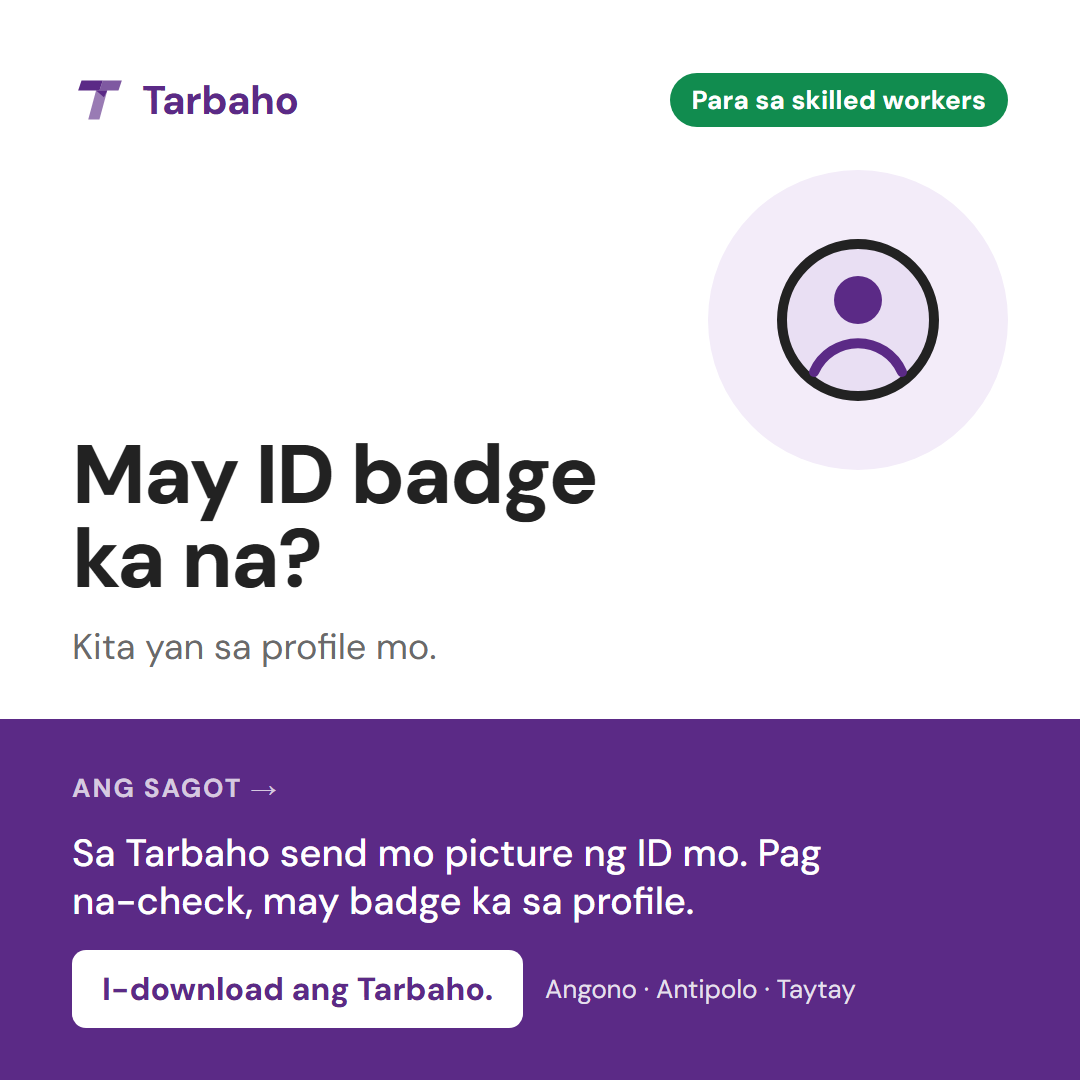 Tarbaho
Para sa skilled workers
May ID badge
ka na?
Kita yan sa profile mo.
ANG SAGOT →
Sa Tarbaho send mo picture ng ID mo. Pag
na-check, may badge ka sa profile.
I-download ang Tarbaho.
Angono · Antipolo · Taytay